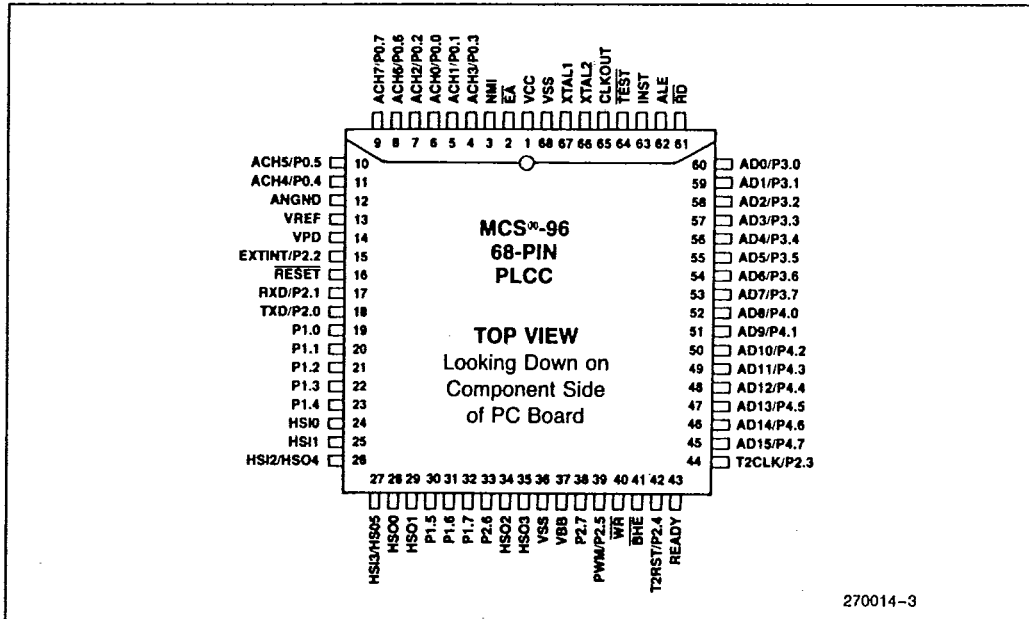 ACH7/P0.7
ACH6/P0.6
ACH2/P0.2
ACH0/P0.0
ACH1/P0.1
ACH3/P0.3
NMI
EA
VCC
VSS
XTAL1
XTAL2
CLKOUT
TEST
INST
ALE
RD
9 8 7 6 5 4 3 2 1 68 67 66 65 64 63 62 61
ACH5/P0.5 10
ACH4/P0.4 11
ANGND 12
VREF 13
VPD 14
EXTINT/P2.2 15
RESET 16
RXD/P2.1 17
TXD/P2.0 18
P1.0 19
P1.1 20
P1.2 21
P1.3 22
P1.4 23
HSI0 24
HSI1 25
HSI2/HSO4 26
MCS®-96
68-PIN
PLCC
TOP VIEW
Looking Down on
Component Side
of PC Board
60 AD0/P3.0
59 AD1/P3.1
58 AD2/P3.2
57 AD3/P3.3
56 AD4/P3.4
55 AD5/P3.5
54 AD6/P3.6
53 AD7/P3.7
52 AD8/P4.0
51 AD9/P4.1
50 AD10/P4.2
49 AD11/P4.3
48 AD12/P4.4
47 AD13/P4.5
46 AD14/P4.6
45 AD15/P4.7
44 T2CLK/P2.3
27 28 29 30 31 32 33 34 35 36 37 38 39 40 41 42 43
HSI3/HSO5
HSO0
HSO1
P1.5
P1.6
P1.7
P2.6
HSO2
HSO3
VSS
VBB
P2.7
PWM/P2.5
WR
BHE
T2RST/P2.4
READY
270014-3